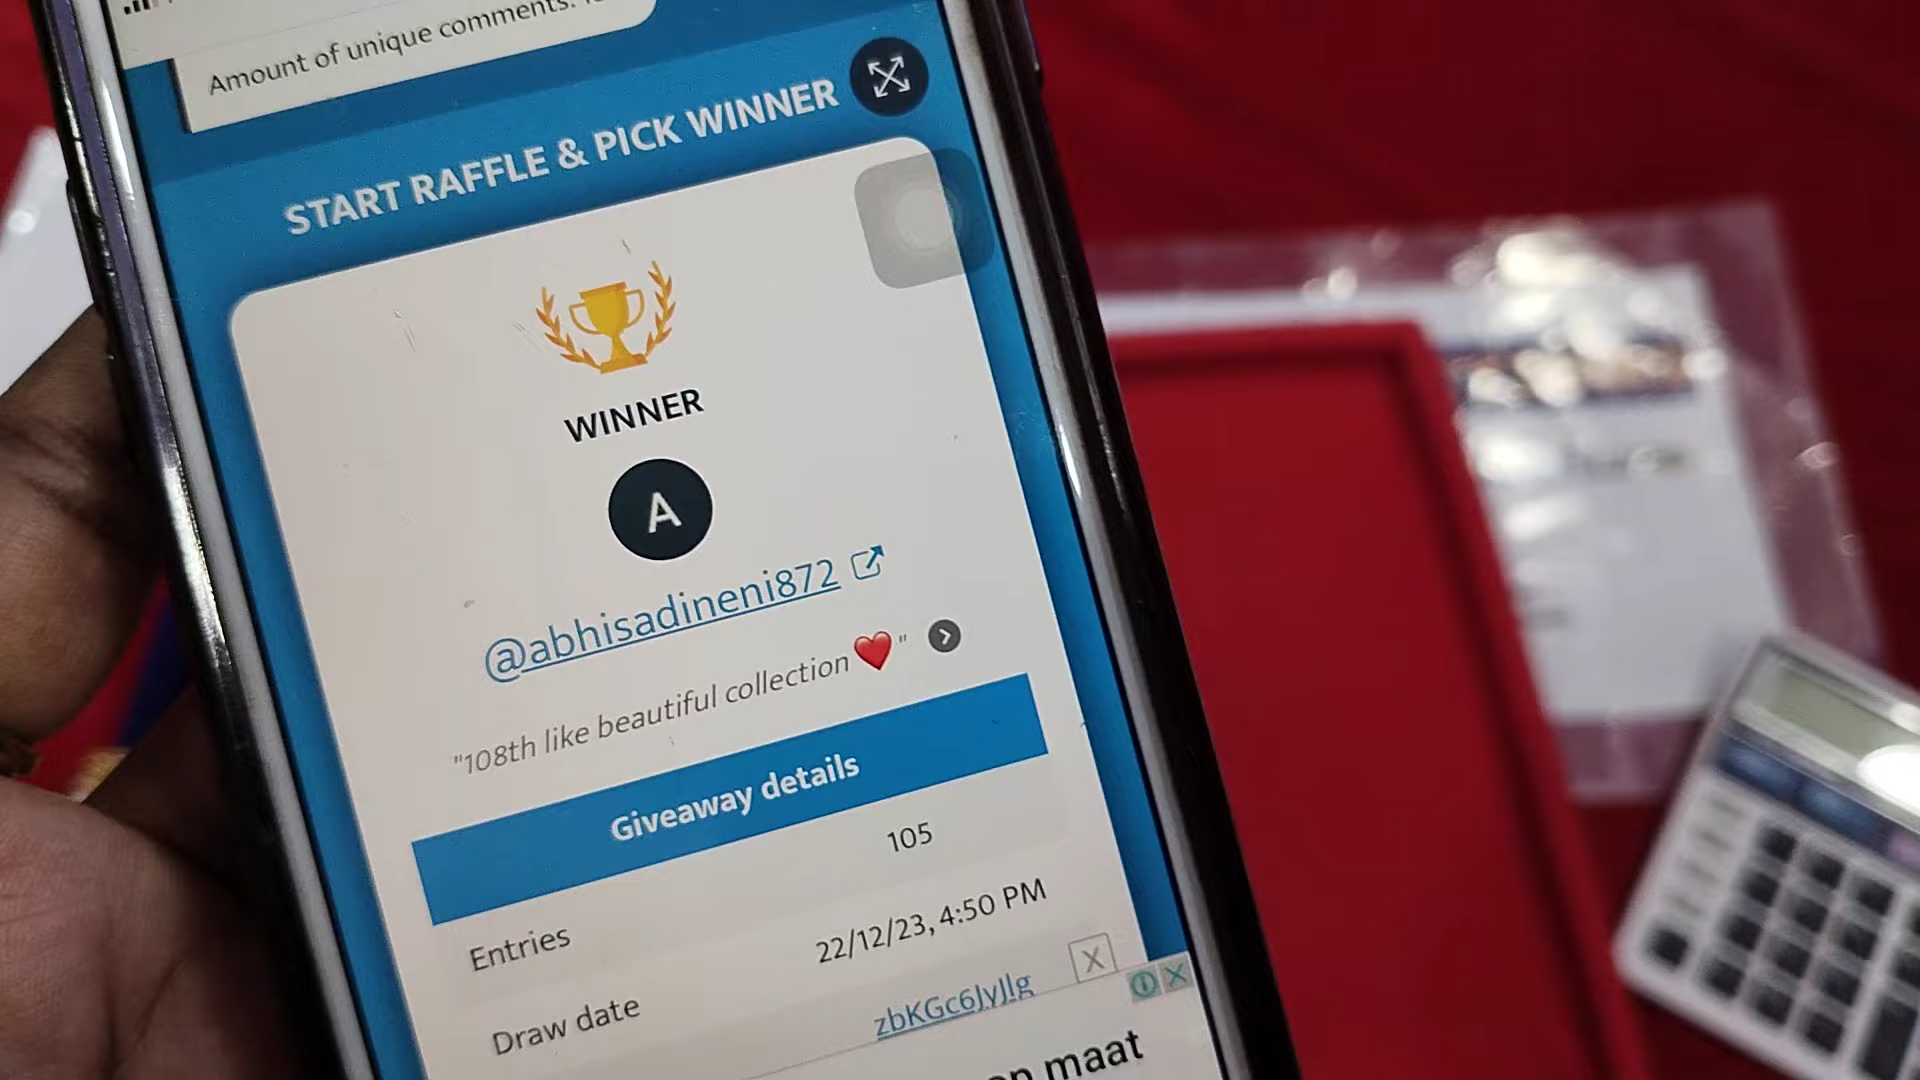 Amount of unique comments:
START RAFFLE & PICK WINNER
WINNER
A
@abhisadineni872
"108th like beautiful collection ❤️"
Giveaway details
Entries 105
Draw date 22/12/23, 4:50 PM
zbKGc6JyJlg
maat